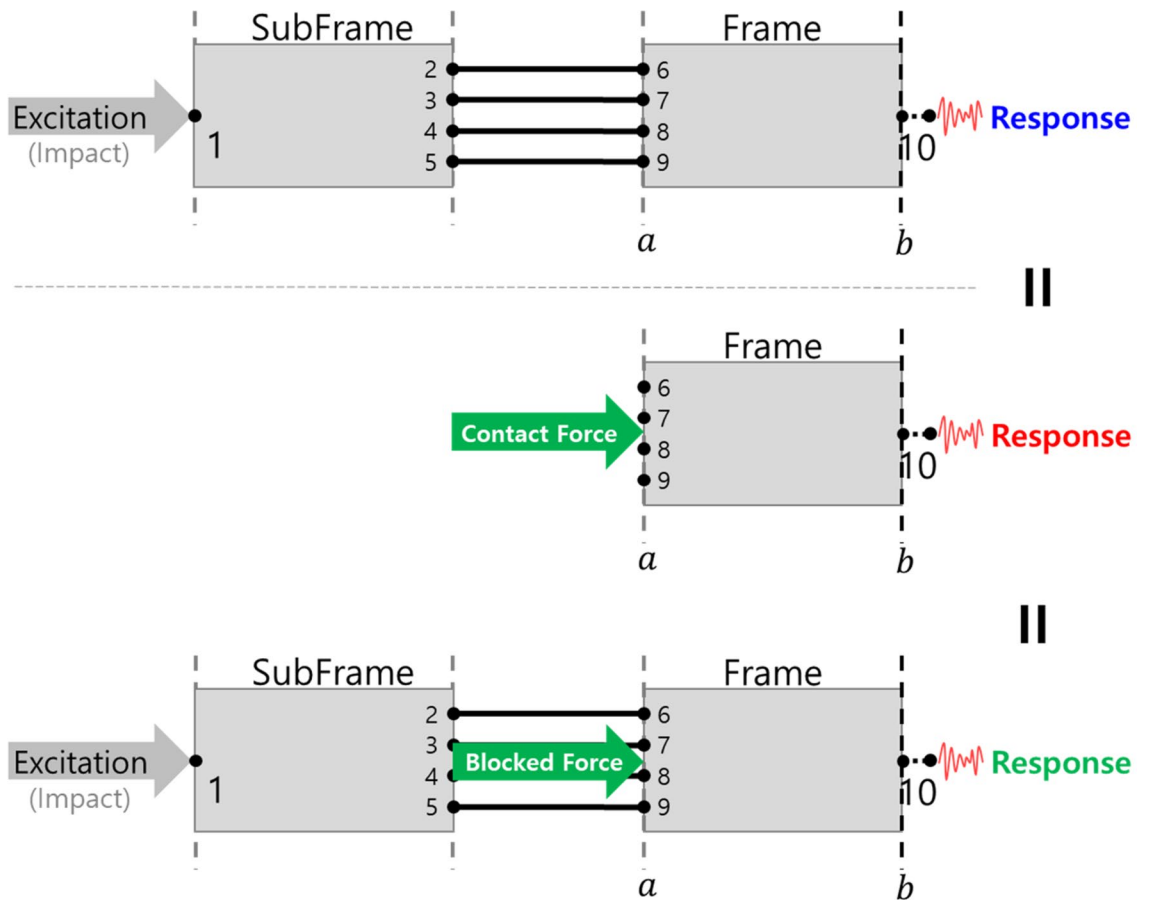 SubFrame Frame
2 6
3 7
Excitation 1 4 8 10 Response
(Impact) 5 9
a b
=
Frame
6
7
Contact Force 8 10 Response
9
a b
=
SubFrame Frame
2 6
3 7
Excitation 1 Blocked Force 10 Response
4 8
(Impact) 5 9
a b